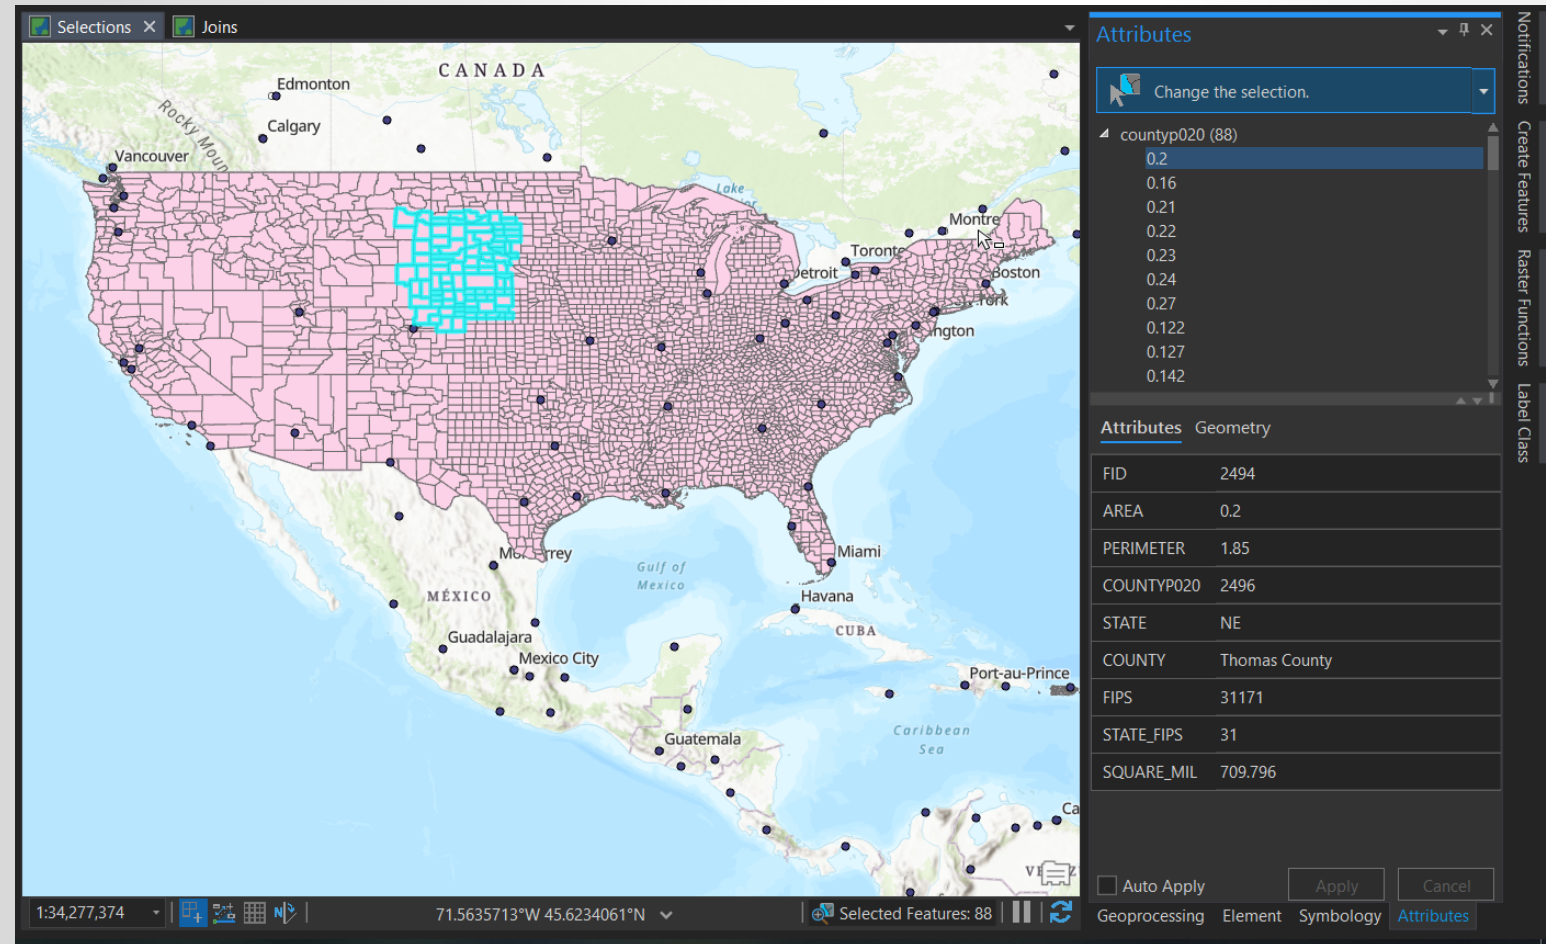 Selections
Joins
CANADA
Edmonton
Rocky Moun
Calgary
Vancouver
Lake
Montre
Toronto
Detroit
Boston
York
ngton
Miami
Gulf of
Mexico
Havana
MÉXICO
CUBA
Guadalajara
Mexico City
Port-au-Prince
Guatemala
Caribbean
Sea
Ca
1:34,277,374
71.5635713°W 45.6234061°N
Selected Features: 88
Attributes
Change the selection.
countyp020 (88)
0.2
0.16
0.21
0.22
0.23
0.24
0.27
0.122
0.127
0.142
Attributes Geometry
FID 2494
AREA 0.2
PERIMETER 1.85
COUNTYP020 2496
STATE NE
COUNTY Thomas County
FIPS 31171
STATE_FIPS 31
SQUARE_MIL 709.796
Auto Apply Apply Cancel
Geoprocessing Element Symbology Attributes
Notifications
Create Features
Raster Functions
Label Class